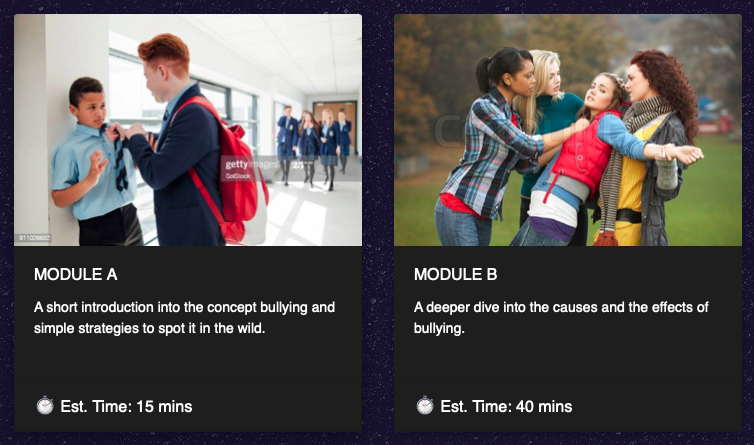 gettyimages
SolStock
911026652
MODULE A
A short introduction into the concept bullying and
simple strategies to spot it in the wild.
Est. Time: 15 mins
MODULE B
A deeper dive into the causes and the effects of
bullying.
Est. Time: 40 mins